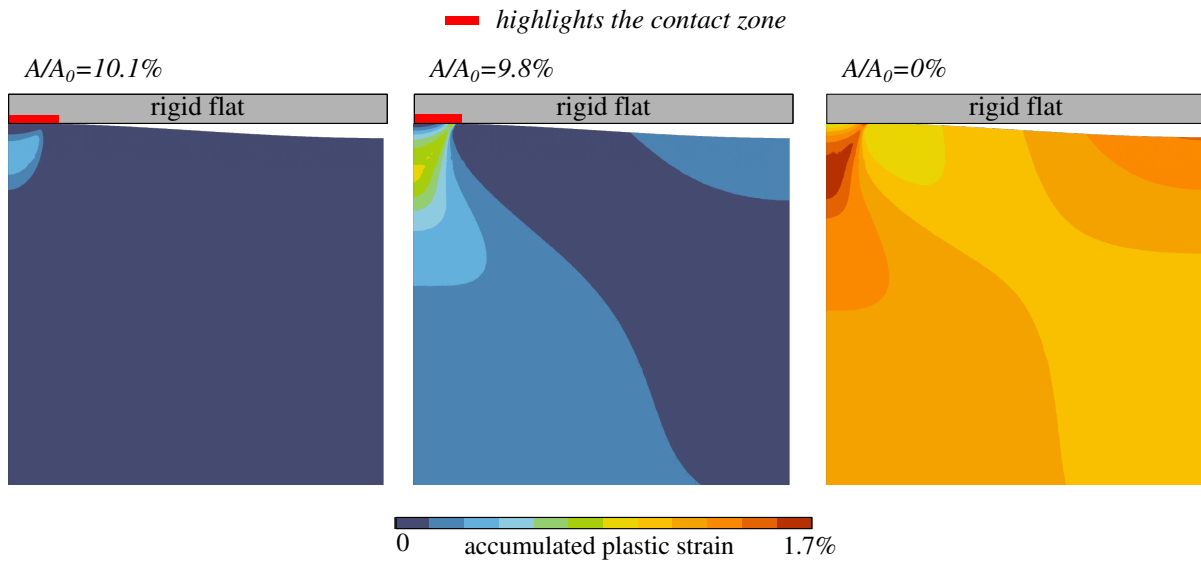 highlights the contact zone
A/A0=10.1%
A/A0=9.8%
A/A0=0%
rigid flat
rigid flat
rigid flat
0
accumulated plastic strain
1.7%